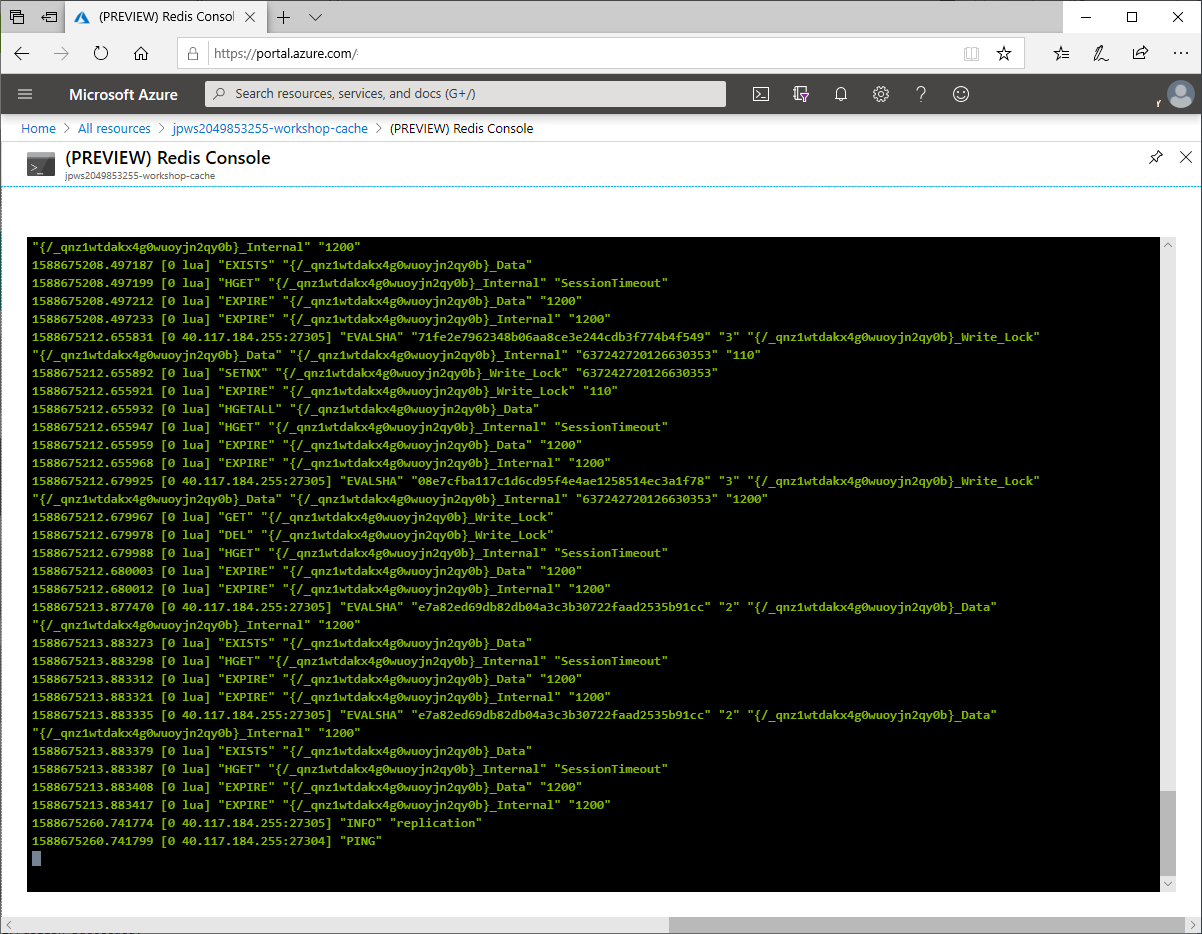 (PREVIEW) Redis Consol
https://portal.azure.com/
Microsoft Azure
Search resources, services, and docs (G+/)
Home > All resources > jpws2049853255-workshop-cache > (PREVIEW) Redis Console
(PREVIEW) Redis Console
jpws2049853255-workshop-cache
"{/_qnz1wtdakx4g0wuoyjn2qy0b}_Internal" "1200"
1588675208.497187 [0 lua] "EXISTS" "{/_qnz1wtdakx4g0wuoyjn2qy0b}_Data"
1588675208.497199 [0 lua] "HGET" "{/_qnz1wtdakx4g0wuoyjn2qy0b}_Internal" "SessionTimeout"
1588675208.497212 [0 lua] "EXPIRE" "{/_qnz1wtdakx4g0wuoyjn2qy0b}_Data" "1200"
1588675208.497233 [0 lua] "EXPIRE" "{/_qnz1wtdakx4g0wuoyjn2qy0b}_Internal" "1200"
1588675212.655831 [0 40.117.184.255:27305] "EVALSHA" "71fe2e7962348b06aa8ce3e244cdb3f774b4f549" "3" "{/_qnz1wtdakx4g0wuoyjn2qy0b}_Write_Lock"
"{/_qnz1wtdakx4g0wuoyjn2qy0b}_Data" "{/_qnz1wtdakx4g0wuoyjn2qy0b}_Internal" "637242720126630353" "110"
1588675212.655892 [0 lua] "SETNX" "{/_qnz1wtdakx4g0wuoyjn2qy0b}_Write_Lock" "637242720126630353"
1588675212.655921 [0 lua] "EXPIRE" "{/_qnz1wtdakx4g0wuoyjn2qy0b}_Write_Lock" "110"
1588675212.655932 [0 lua] "HGETALL" "{/_qnz1wtdakx4g0wuoyjn2qy0b}_Data"
1588675212.655947 [0 lua] "HGET" "{/_qnz1wtdakx4g0wuoyjn2qy0b}_Internal" "SessionTimeout"
1588675212.655959 [0 lua] "EXPIRE" "{/_qnz1wtdakx4g0wuoyjn2qy0b}_Data" "1200"
1588675212.655968 [0 lua] "EXPIRE" "{/_qnz1wtdakx4g0wuoyjn2qy0b}_Internal" "1200"
1588675212.679925 [0 40.117.184.255:27305] "EVALSHA" "08e7cfba117c1d6cd95f4e4ae1258514ec3a1f78" "3" "{/_qnz1wtdakx4g0wuoyjn2qy0b}_Write_Lock"
"{/_qnz1wtdakx4g0wuoyjn2qy0b}_Data" "{/_qnz1wtdakx4g0wuoyjn2qy0b}_Internal" "637242720126630353" "1200"
1588675212.679967 [0 lua] "GET" "{/_qnz1wtdakx4g0wuoyjn2qy0b}_Write_Lock"
1588675212.679978 [0 lua] "DEL" "{/_qnz1wtdakx4g0wuoyjn2qy0b}_Write_Lock"
1588675212.679988 [0 lua] "HGET" "{/_qnz1wtdakx4g0wuoyjn2qy0b}_Internal" "SessionTimeout"
1588675212.680003 [0 lua] "EXPIRE" "{/_qnz1wtdakx4g0wuoyjn2qy0b}_Data" "1200"
1588675212.680012 [0 lua] "EXPIRE" "{/_qnz1wtdakx4g0wuoyjn2qy0b}_Internal" "1200"
1588675213.877470 [0 40.117.184.255:27305] "EVALSHA" "e7a82ed69db82db04a3c3b30722faad2535b91cc" "2" "{/_qnz1wtdakx4g0wuoyjn2qy0b}_Data"
"{/_qnz1wtdakx4g0wuoyjn2qy0b}_Internal" "1200"
1588675213.883273 [0 lua] "EXISTS" "{/_qnz1wtdakx4g0wuoyjn2qy0b}_Data"
1588675213.883298 [0 lua] "HGET" "{/_qnz1wtdakx4g0wuoyjn2qy0b}_Internal" "SessionTimeout"
1588675213.883312 [0 lua] "EXPIRE" "{/_qnz1wtdakx4g0wuoyjn2qy0b}_Data" "1200"
1588675213.883321 [0 lua] "EXPIRE" "{/_qnz1wtdakx4g0wuoyjn2qy0b}_Internal" "1200"
1588675213.883335 [0 40.117.184.255:27305] "EVALSHA" "e7a82ed69db82db04a3c3b30722faad2535b91cc" "2" "{/_qnz1wtdakx4g0wuoyjn2qy0b}_Data"
"{/_qnz1wtdakx4g0wuoyjn2qy0b}_Internal" "1200"
1588675213.883379 [0 lua] "EXISTS" "{/_qnz1wtdakx4g0wuoyjn2qy0b}_Data"
1588675213.883387 [0 lua] "HGET" "{/_qnz1wtdakx4g0wuoyjn2qy0b}_Internal" "SessionTimeout"
1588675213.883408 [0 lua] "EXPIRE" "{/_qnz1wtdakx4g0wuoyjn2qy0b}_Data" "1200"
1588675213.883417 [0 lua] "EXPIRE" "{/_qnz1wtdakx4g0wuoyjn2qy0b}_Internal" "1200"
1588675260.741774 [0 40.117.184.255:27305] "INFO" "replication"
1588675260.741799 [0 40.117.184.255:27304] "PING"